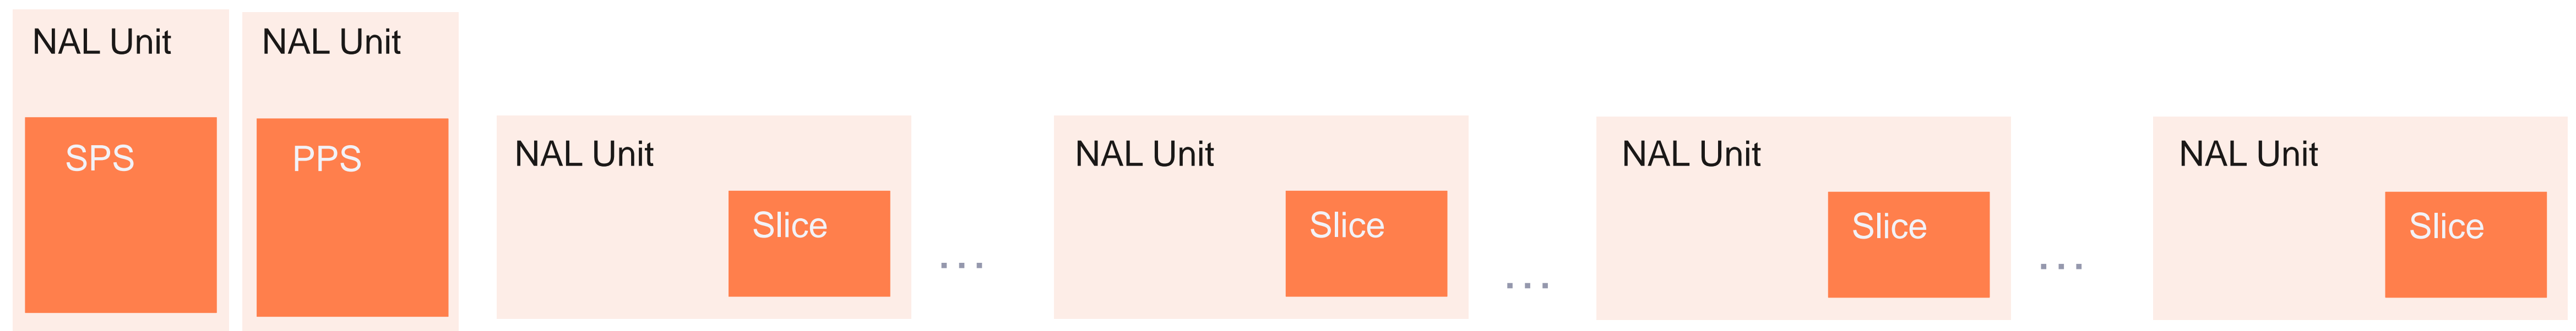 NAL Unit
SPS
NAL Unit
PPS
NAL Unit
Slice
...
NAL Unit
Slice
...
NAL Unit
Slice
...
NAL Unit
Slice